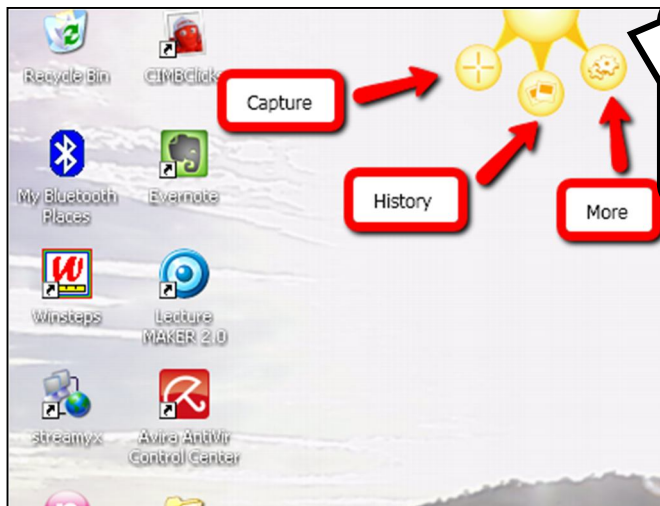 Recycle Bin
CIMBClicks
Capture
My Bluetooth
Places
Evernote
History
More
Winsteps
Lecture
MAKER 2.0
streamyx
Avira AntiVir
Control Center